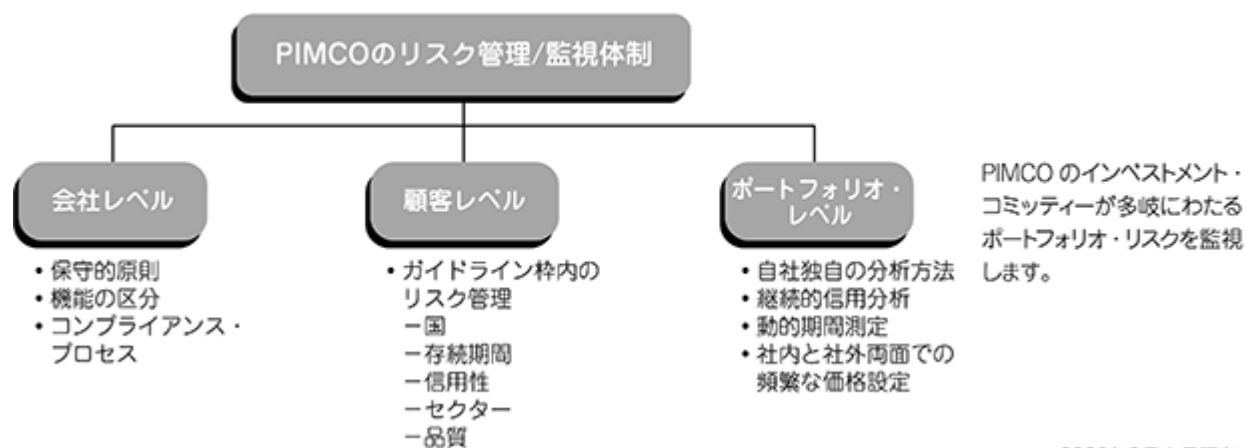 PIMCOのリスク管理/監視体制
会社レベル
・保守的原則
・機能の区分
・コンプライアンス・
プロセス
顧客レベル
・ガイドライン枠内の
リスク管理
－国
－存続期間
－信用性
－セクター
－品質
ポートフォリオ・
レベル
・自社独自の分析方法
・継続的信用分析
・動的期間測定
・社内と社外両面での
頻繁な価格設定
PIMCO のインベストメント・
コミッティーが多岐にわたる
ポートフォリオ・リスクを監視
します。